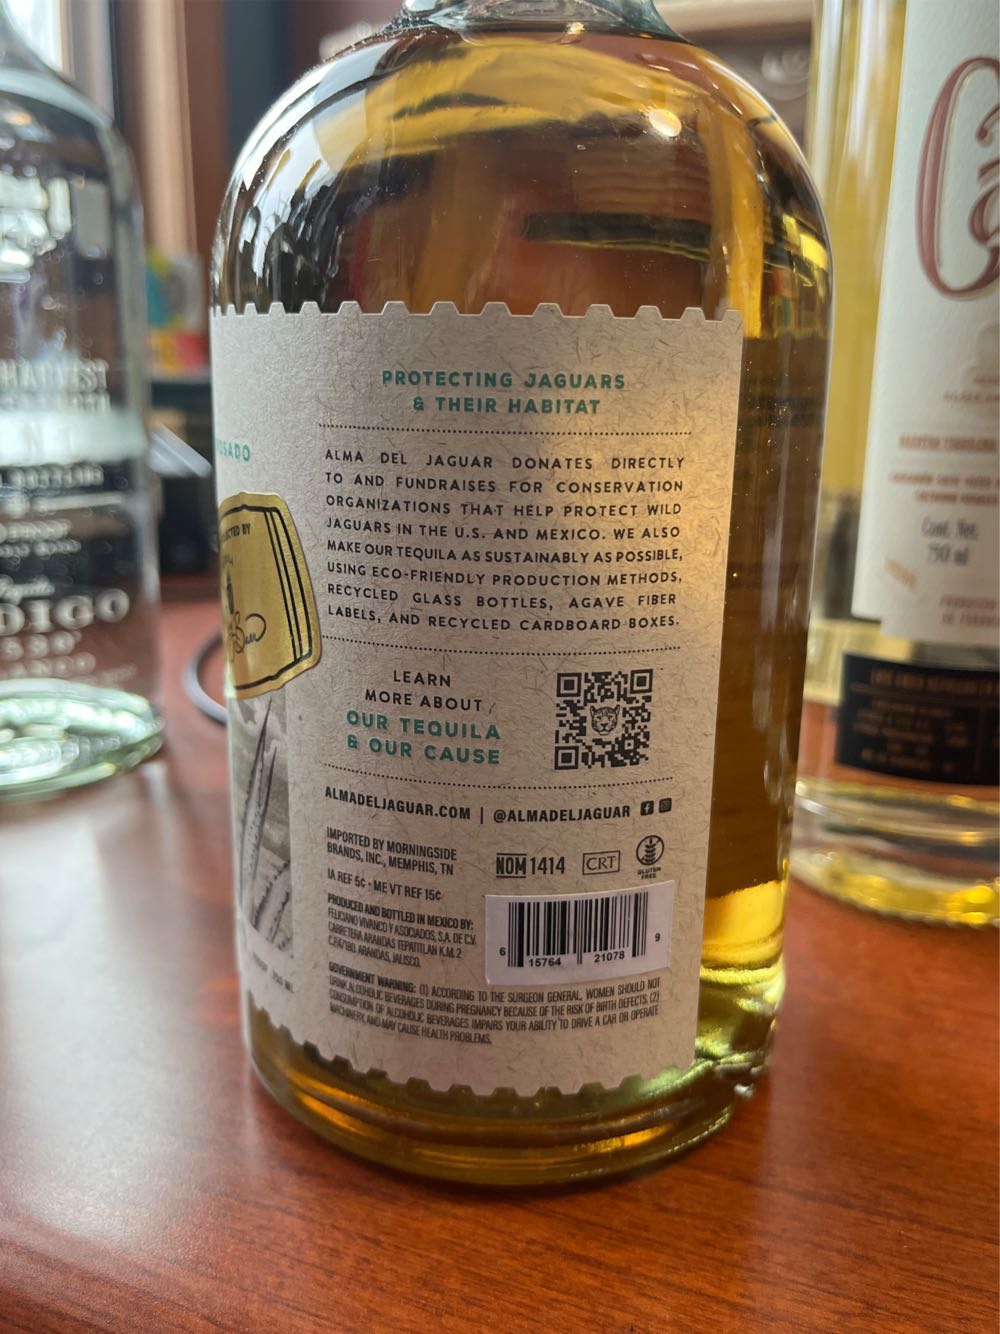 PROTECTING JAGUARS
& THEIR HABITAT
ALMA DEL JAGUAR DONATES DIRECTLY
TO AND FUNDRAISES FOR CONSERVATION
ORGANIZATIONS THAT HELP PROTECT WILD
JAGUARS IN THE U.S. AND MEXICO. WE ALSO
MAKE OUR TEQUILA AS SUSTAINABLY AS POSSIBLE,
USING ECO-FRIENDLY PRODUCTION METHODS,
RECYCLED GLASS BOTTLES, AGAVE FIBER
LABELS, AND RECYCLED CARDBOARD BOXES.
LEARN
MORE ABOUT
OUR TEQUILA
& OUR CAUSE
ALMADELJAGUAR.COM | @ALMADELJAGUAR
IMPORTED BY MORNINGSIDE
BRANDS, INC., MEMPHIS, TN
IA REF 5¢ · ME VT REF 15¢
NOM 1414
CRT
GLUTEN
FREE
PRODUCED AND BOTTLED IN MEXICO BY:
FELICIANO VIVANCO Y ASOCIADOS, S.A. DE C.V.
CARRETERA ARANDAS TEPATITLAN K.M. 2
C.P.47180. ARANDAS, JALISCO.
6 15764 21078 9
GOVERNMENT WARNING: (1) ACCORDING TO THE SURGEON GENERAL, WOMEN SHOULD NOT
DRINK ALCOHOLIC BEVERAGES DURING PREGNANCY BECAUSE OF THE RISK OF BIRTH DEFECTS. (2)
CONSUMPTION OF ALCOHOLIC BEVERAGES IMPAIRS YOUR ABILITY TO DRIVE A CAR OR OPERATE
MACHINERY, AND MAY CAUSE HEALTH PROBLEMS.
OSADO
HARVEST
Cont. Net.
750 ml